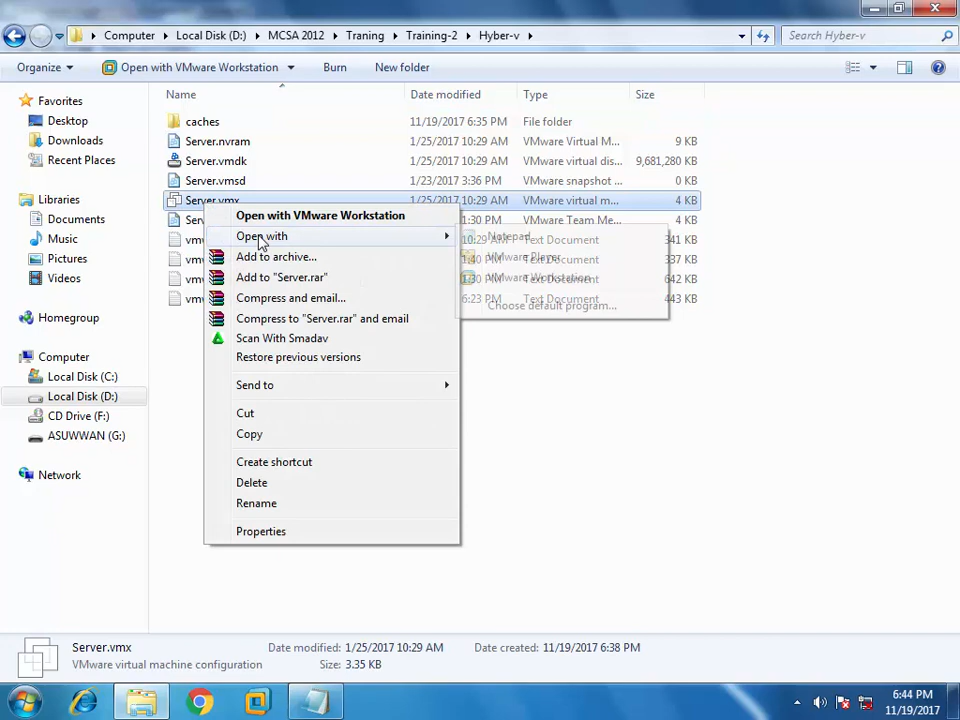 Computer
Local Disk (D:)
MCSA 2012
Traning
Training-2
Hyber-v
Search Hyber-v
Organize
Open with VMware Workstation
Burn
New folder
Name
Date modified
Type
Size
Favorites
Desktop
Downloads
Recent Places
Libraries
Documents
Music
Pictures
Videos
Homegroup
Computer
Local Disk (C:)
Local Disk (D:)
CD Drive (F:)
ASUWWAN (G:)
Network
caches 11/19/2017 6:35 PM File folder
Server.nvram 1/25/2017 10:29 AM VMware Virtual M... 9 KB
Server.vmdk 1/25/2017 10:29 AM VMware virtual dis... 9,681,280 KB
Server.vmsd 1/23/2017 3:36 PM VMware snapshot ... 0 KB
Server.vmx 1/25/2017 10:29 AM VMware virtual m... 4 KB
1:30 PM VMware Team Me... 4 KB
10:29 AM Text Document 341 KB
1:40 PM Text Document 337 KB
1:30 PM Text Document 642 KB
6:23 PM Text Document 443 KB
Open with VMware Workstation
Open with
Add to archive...
Add to "Server.rar"
Compress and email...
Compress to "Server.rar" and email
Scan With Smadav
Restore previous versions
Send to
Cut
Copy
Create shortcut
Delete
Rename
Properties
Notepad
VMware Player
VMware Workstation
Choose default program...
Server.vmx
VMware virtual machine configuration
Date modified: 1/25/2017 10:29 AM
Size: 3.35 KB
Date created: 11/19/2017 6:38 PM
6:44 PM
11/19/2017